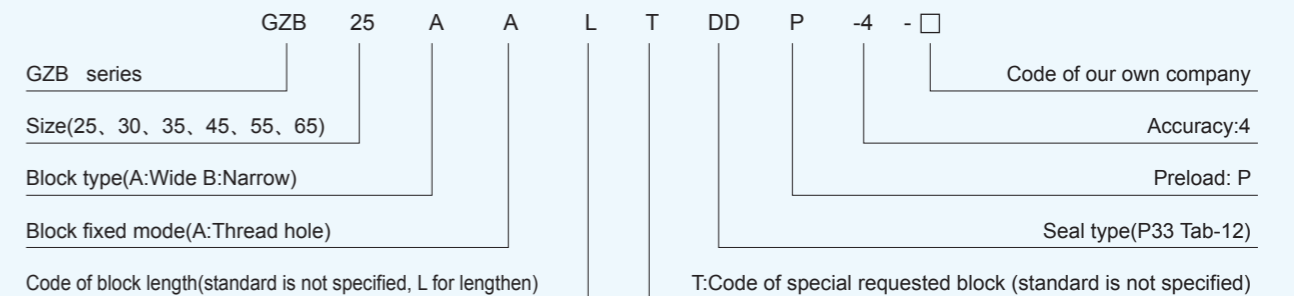 GZB 25 A A L T DD P -4 - □
GZB series
Code of our own company
Size(25、30、35、45、55、65)
Accuracy:4
Block type(A:Wide B:Narrow)
Preload: P
Block fixed mode(A:Thread hole)
Seal type(P33 Tab-12)
Code of block length(standard is not specified, L for lengthen)
T:Code of special requested block (standard is not specified)